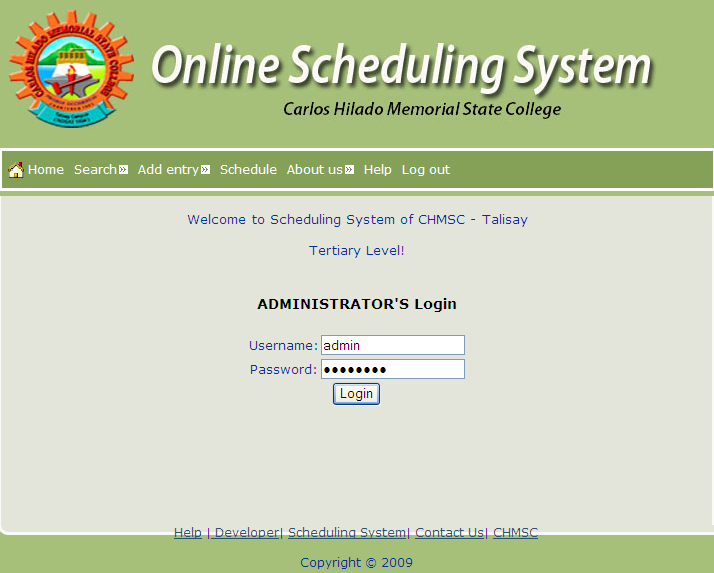 CARLOS HILADO MEMORIAL STATE COLLEGE
Talisay Campus
Online Scheduling System
Carlos Hilado Memorial State College
Home Search Add entry Schedule About us Help Log out
Welcome to Scheduling System of CHMSC - Talisay
Tertiary Level!
ADMINISTRATOR'S Login
Username: admin
Password: ●●●●●●●●
Login
Help | Developer| Scheduling System| Contact Us| CHMSC
Copyright © 2009